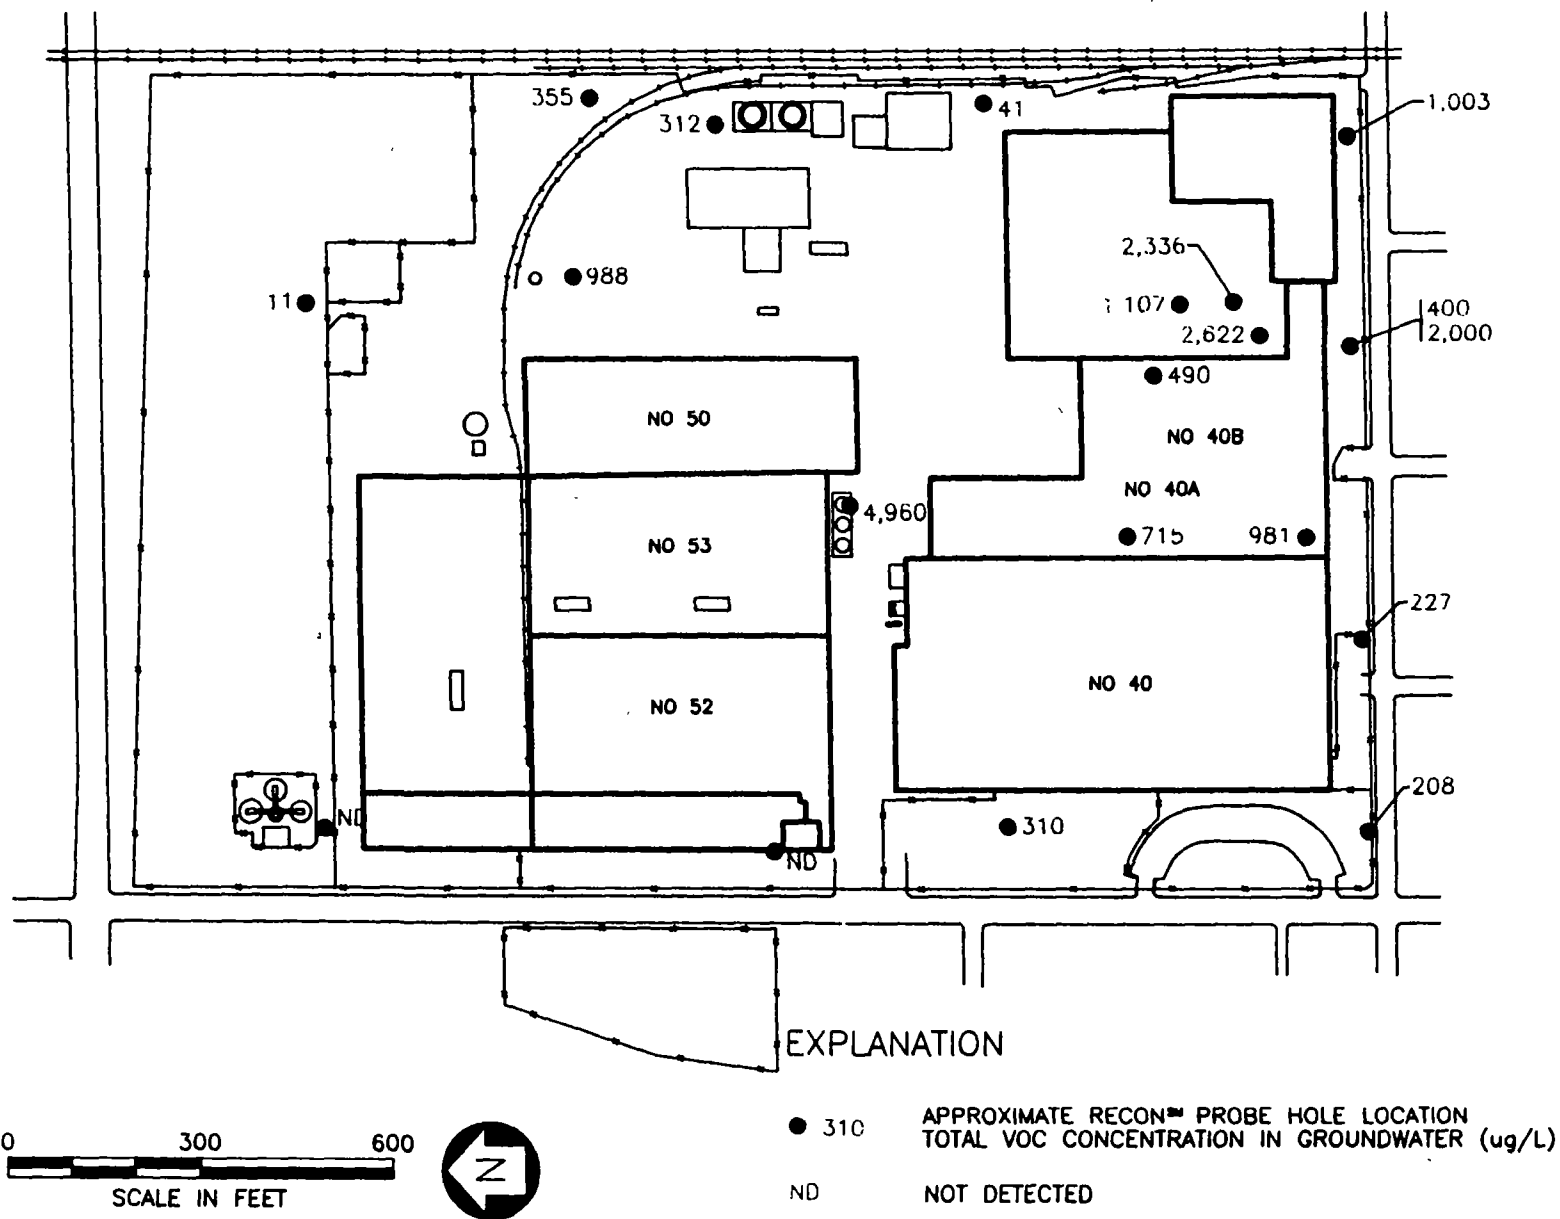 355
312
41
1,003
2,336
988
11
107
2,622
400
2,000
490
NO 50
NO 40B
NO 40A
4,960
NO 53
715
981
227
NO 40
NO 52
208
ND
310
ND
EXPLANATION
310
APPROXIMATE RECON℠ PROBE HOLE LOCATION
TOTAL VOC CONCENTRATION IN GROUNDWATER (ug/L)
0 300 600
SCALE IN FEET
N
ND
NOT DETECTED